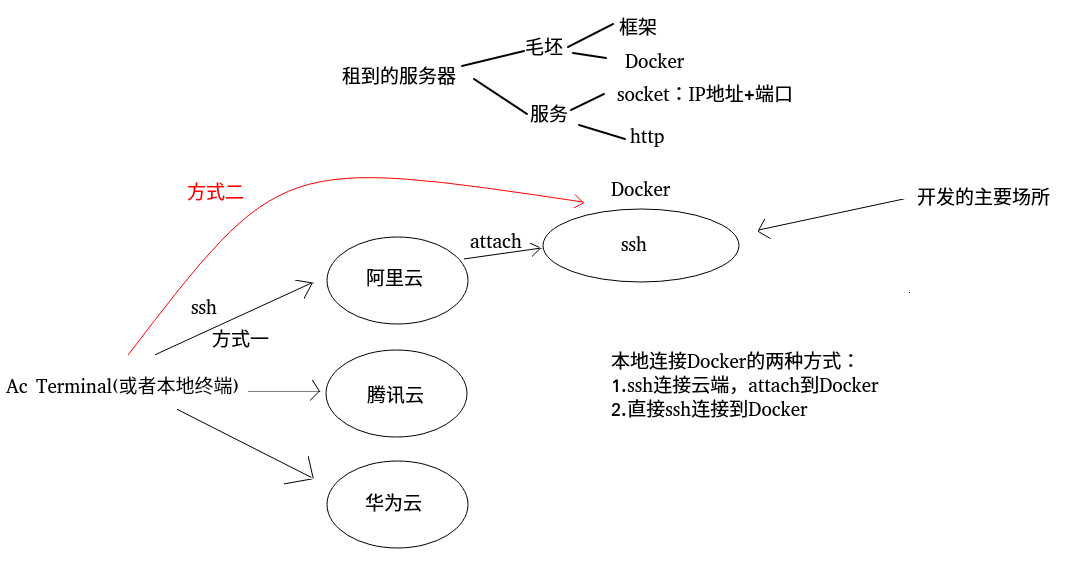 框架
毛坯
Docker
租到的服务器
socket：IP地址+端口
服务
http
方式二
Docker
开发的主要场所
attach
ssh
阿里云
ssh
方式一
本地连接Docker的两种方式：
Ac Terminal(或者本地终端)
1.ssh连接云端，attach到Docker
腾讯云
2.直接ssh连接到Docker
华为云